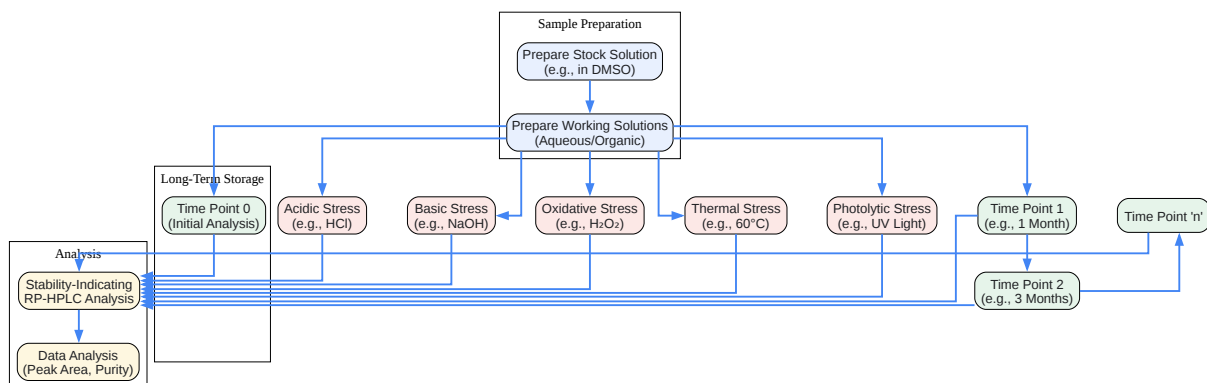 Sample Preparation
Prepare Stock Solution
(e.g., in DMSO)
Prepare Working Solutions
(Aqueous/Organic)
Long-Term Storage
Time Point 0
(Initial Analysis)
Acidic Stress
(e.g., HCl)
Basic Stress
(e.g., NaOH)
Oxidative Stress
(e.g., H₂O₂)
Thermal Stress
(e.g., 60°C)
Photolytic Stress
(e.g., UV Light)
Time Point 1
(e.g., 1 Month)
Time Point 'n'
Analysis
Stability-Indicating
RP-HPLC Analysis
Time Point 2
(e.g., 3 Months)
Data Analysis
(Peak Area, Purity)